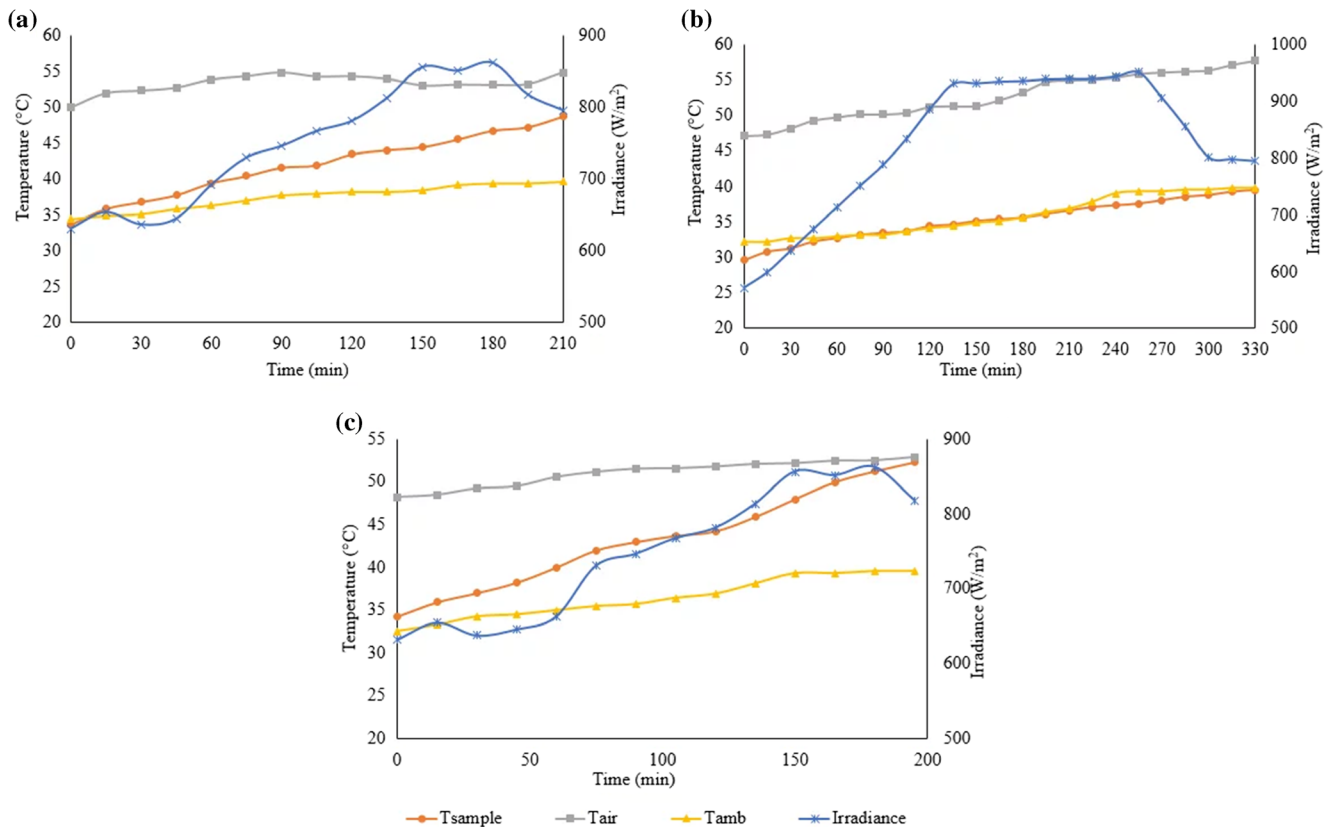 (a)
60
55
50
45
40
35
30
25
20
Temperature (°C)
900
800
700
600
500
Irradiance (W/m²)
0 30 60 90 120 150 180 210
Time (min)
(b)
60
55
50
45
40
35
30
25
20
Temperature (°C)
1000
900
800
700
600
500
Irradiance (W/m²)
0 30 60 90 120 150 180 210 240 270 300 330
Time (min)
(c)
55
50
45
40
35
30
25
20
Temperature (°C)
900
800
700
600
500
Irradiance (W/m²)
0 50 100 150 200
Time (min)
Tsample Tair Tamb Irradiance